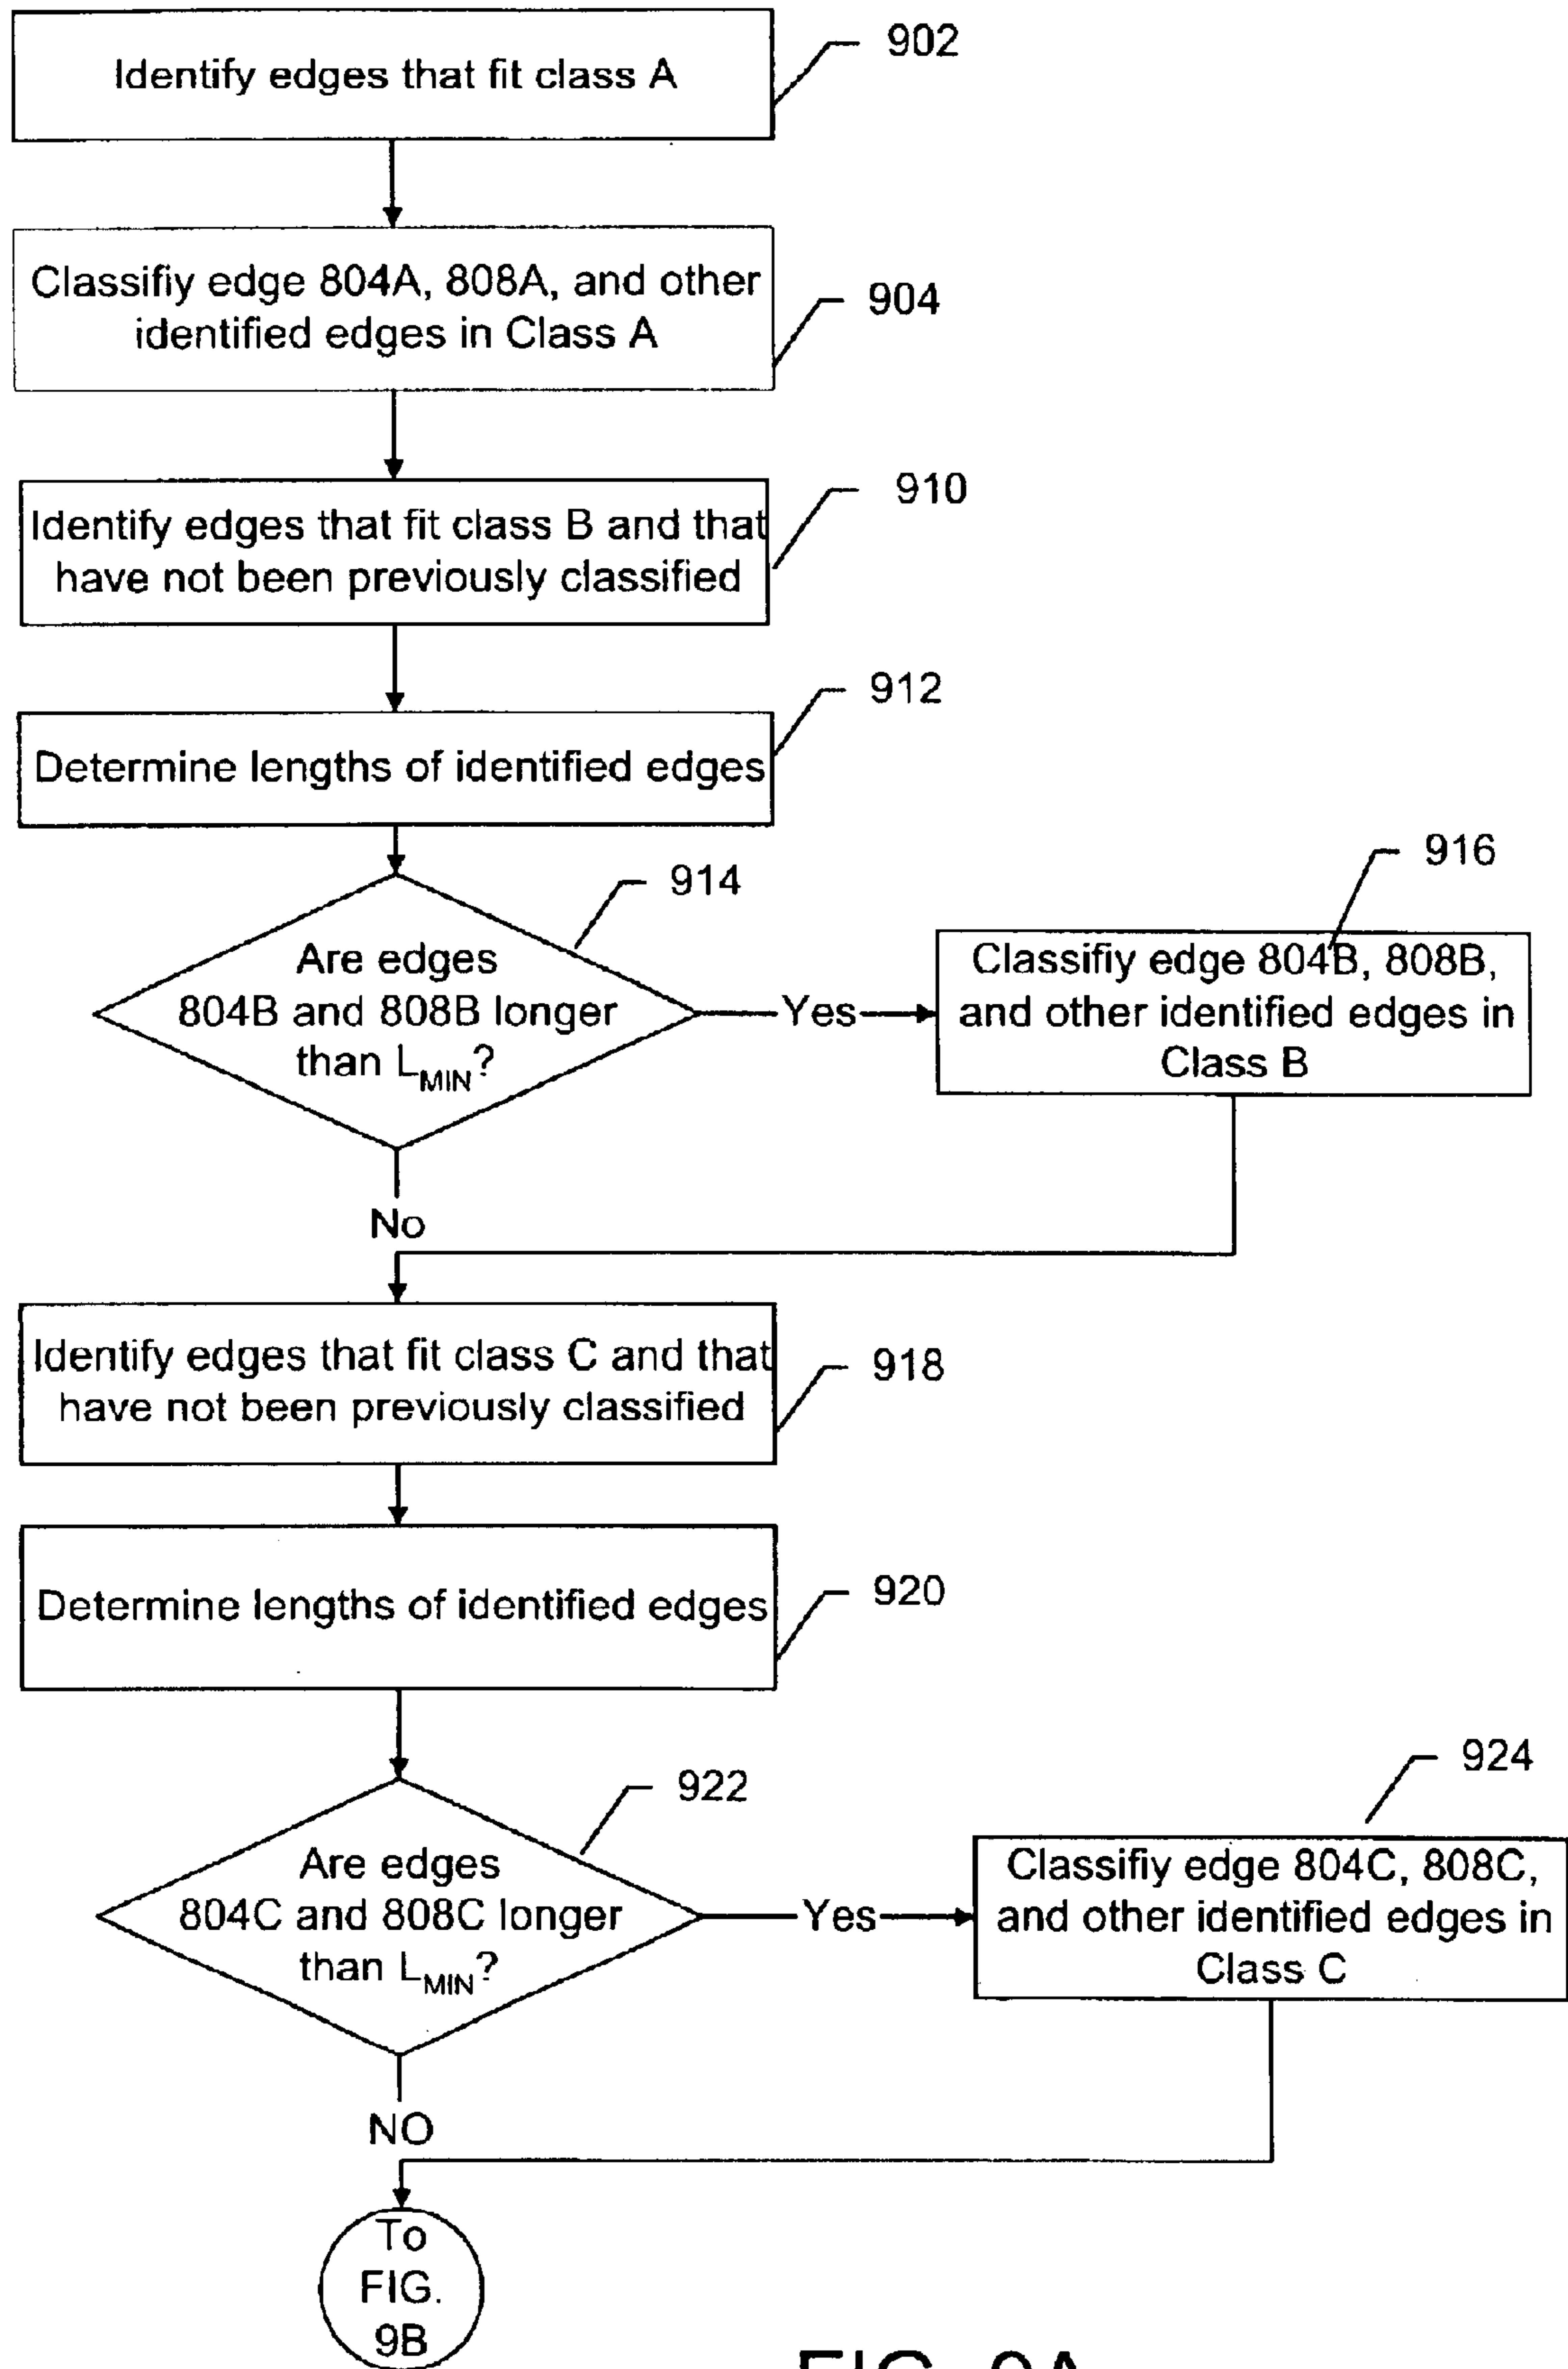 Identify edges that fit class A
902
Classifiy edge 804A, 808A, and other
identified edges in Class A
904
Identify edges that fit class B and that
have not been previously classified
910
Determine lengths of identified edges
912
Are edges
804B and 808B longer
than LMIN?
914
Yes
Classifiy edge 804B, 808B,
and other identified edges in
Class B
916
No
Identify edges that fit class C and that
have not been previously classified
918
Determine lengths of identified edges
920
Are edges
804C and 808C longer
than LMIN?
922
Yes
Classifiy edge 804C, 808C,
and other identified edges in
Class C
924
NO
To
FIG.
9B
FIG. 9A